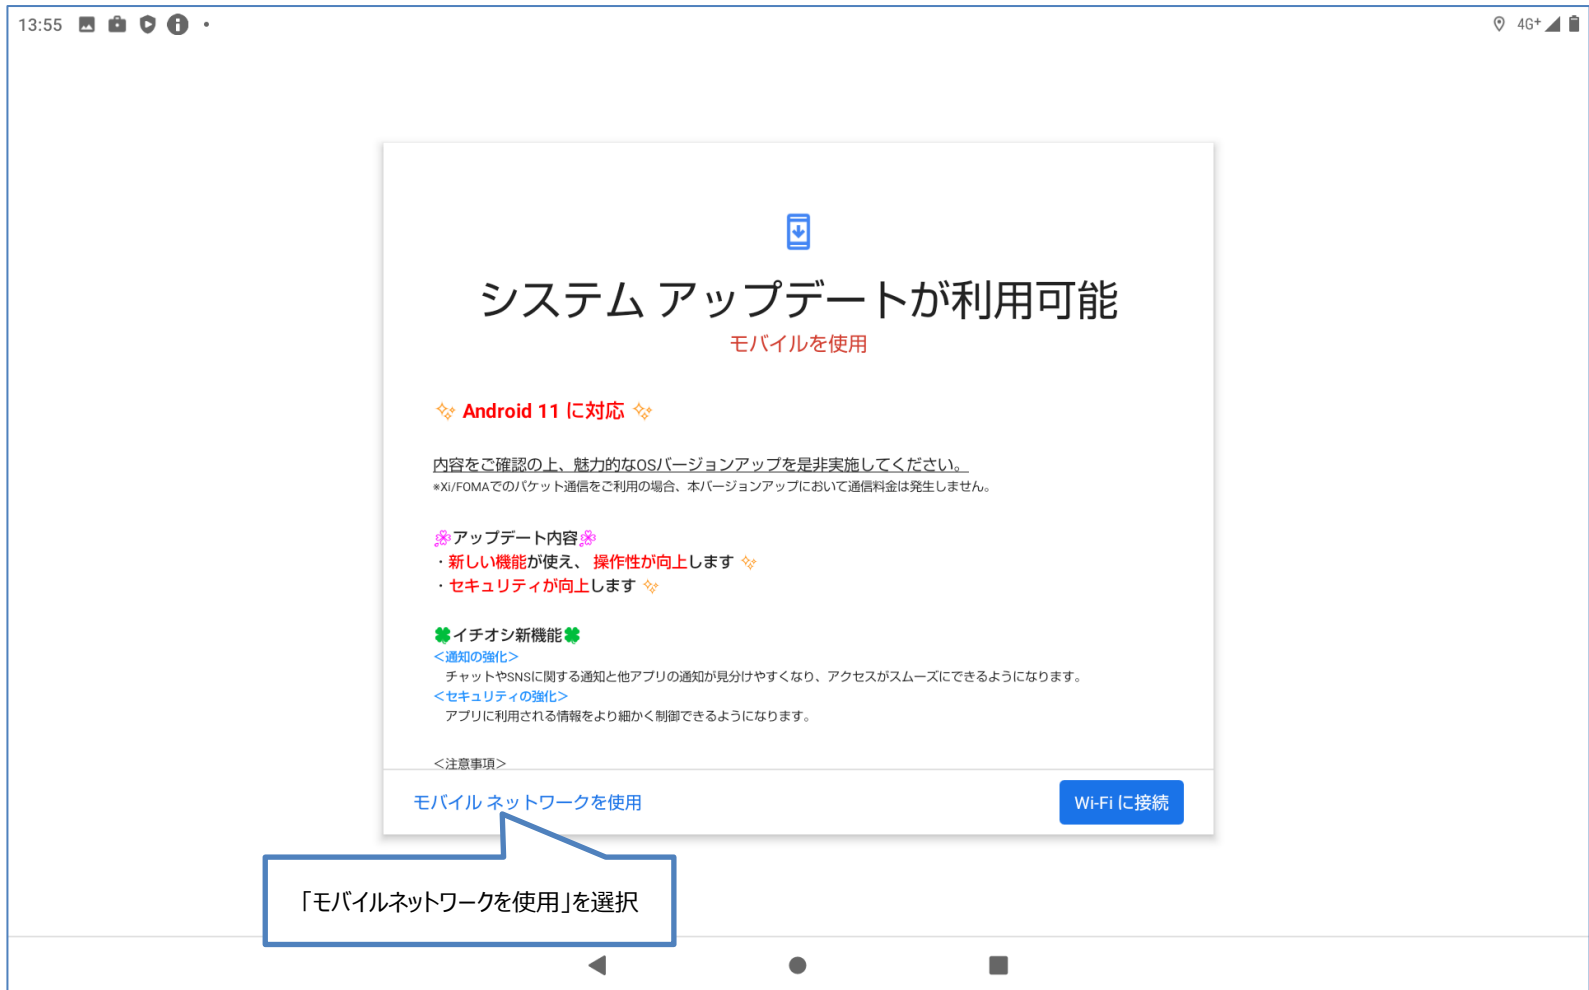 13:55
4G+
システム アップデートが利用可能
モバイルを使用
Android 11 に対応
内容をご確認の上、魅力的なOSバージョンアップを是非実施してください。
※Xi/FOMAでのパケット通信をご利用の場合、本バージョンアップにおいて通信料金は発生しません。
アップデート内容
・新しい機能が使え、 操作性が向上します
・セキュリティが向上します
イチオシ新機能
＜通知の強化＞
チャットやSNSに関する通知と他アプリの通知が見分けやすくなり、アクセスがスムーズにできるようになります。
＜セキュリティの強化＞
アプリに利用される情報をより細かく制御できるようになります。
＜注意事項＞
モバイル ネットワークを使用
Wi-Fi に接続
「モバイルネットワークを使用」を選択